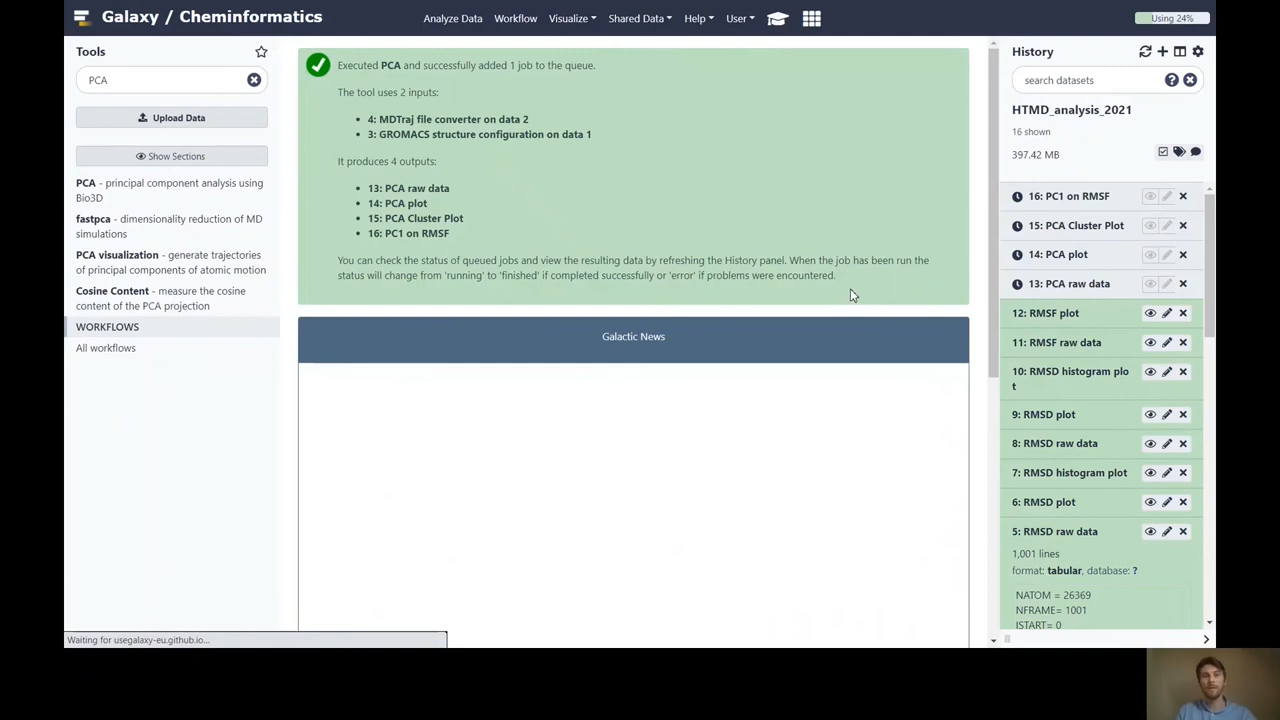 Galaxy / Cheminformatics
Analyze Data Workflow Visualize Shared Data Help User
Using 24%
Tools
PCA
Upload Data
Show Sections
PCA - principal component analysis using
Bio3D
fastpca - dimensionality reduction of MD
simulations
PCA visualization - generate trajectories
of principal components of atomic motion
Cosine Content - measure the cosine
content of the PCA projection
WORKFLOWS
All workflows
Waiting for usegalaxy-eu.github.io...
Executed PCA and successfully added 1 job to the queue.
The tool uses 2 inputs:
4: MDTraj file converter on data 2
3: GROMACS structure configuration on data 1
It produces 4 outputs:
13: PCA raw data
14: PCA plot
15: PCA Cluster Plot
16: PC1 on RMSF
You can check the status of queued jobs and view the resulting data by refreshing the History panel. When the job has been run the
status will change from 'running' to 'finished' if completed successfully or 'error' if problems were encountered.
Galactic News
History
search datasets
HTMD_analysis_2021
16 shown
397.42 MB
16: PC1 on RMSF
15: PCA Cluster Plot
14: PCA plot
13: PCA raw data
12: RMSF plot
11: RMSF raw data
10: RMSD histogram plo
t
9: RMSD plot
8: RMSD raw data
7: RMSD histogram plot
6: RMSD plot
5: RMSD raw data
1,001 lines
format: tabular, database: ?
NATOM = 26369
NFRAME= 1001
ISTART= 0